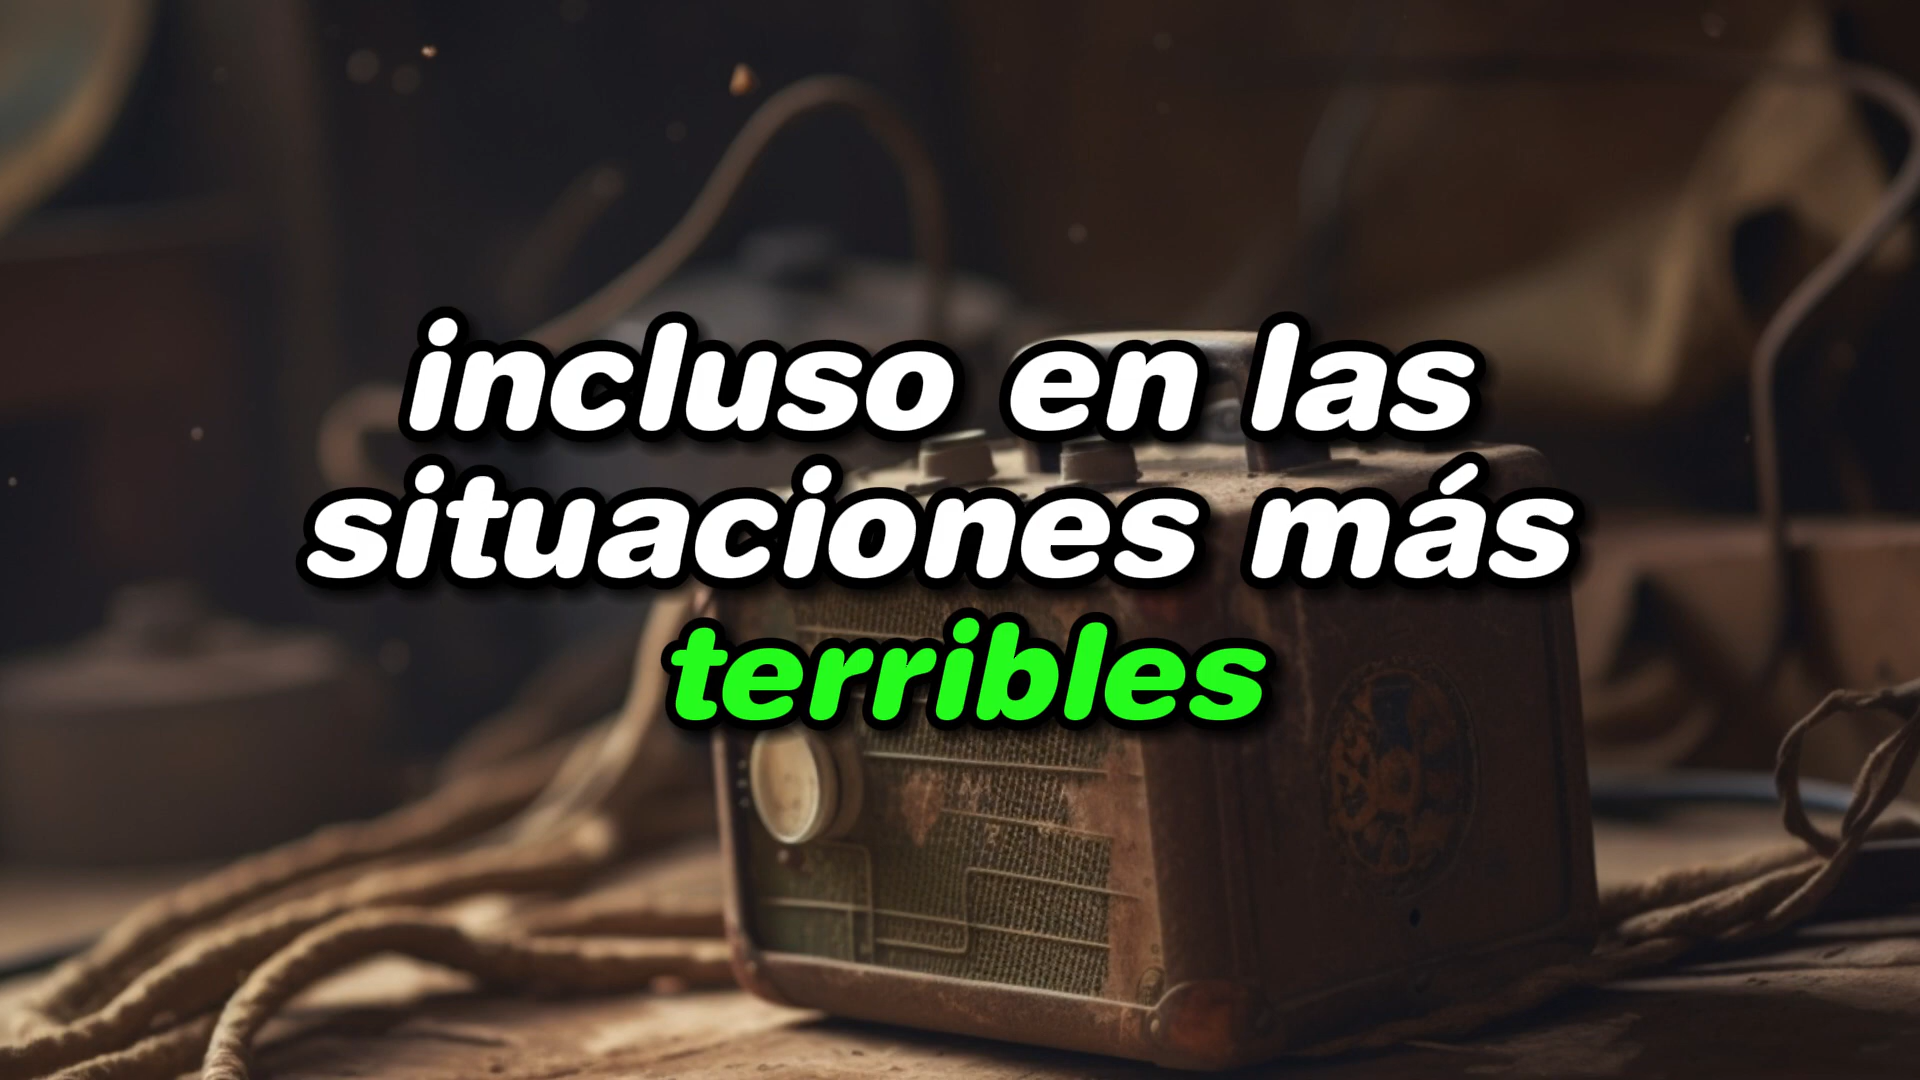 incluso en las
situaciones más
terribles